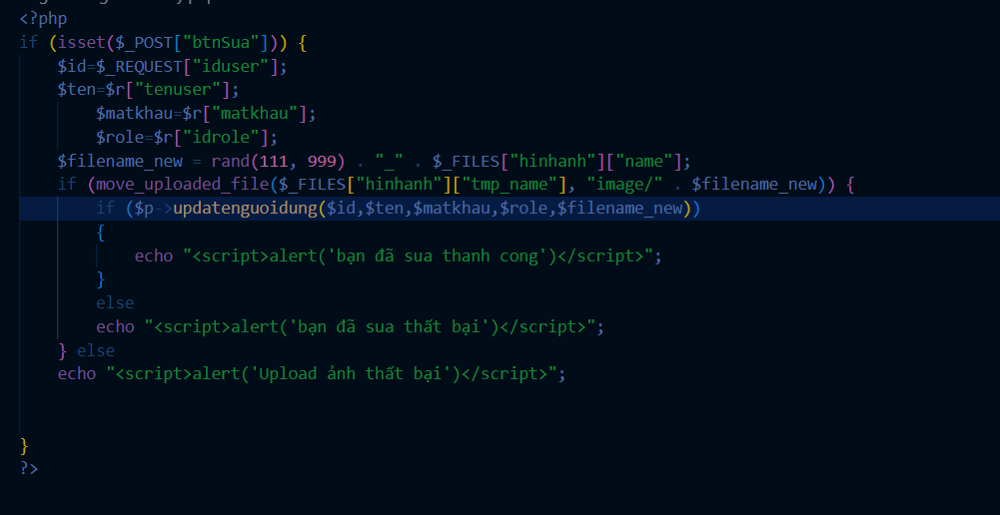 <?php
if (isset($_POST["btnSua"])) {
    $id=$_REQUEST["iduser"];
    $ten=$r["tenuser"];
        $matkhau=$r["matkhau"];
        $role=$r["idrole"];
    $filename_new = rand(111, 999) . "_" . $_FILES["hinhanh"]["name"];
    if (move_uploaded_file($_FILES["hinhanh"]["tmp_name"], "image/" . $filename_new)) {
        if ($p->updatenguoidung($id,$ten,$matkhau,$role,$filename_new))
        {
            echo "<script>alert('bạn đã sua thanh cong')</script>";
        }
        else
        echo "<script>alert('bạn đã sua thất bại')</script>";
    } else
    echo "<script>alert('Upload ảnh thất bại')</script>";
}
?>